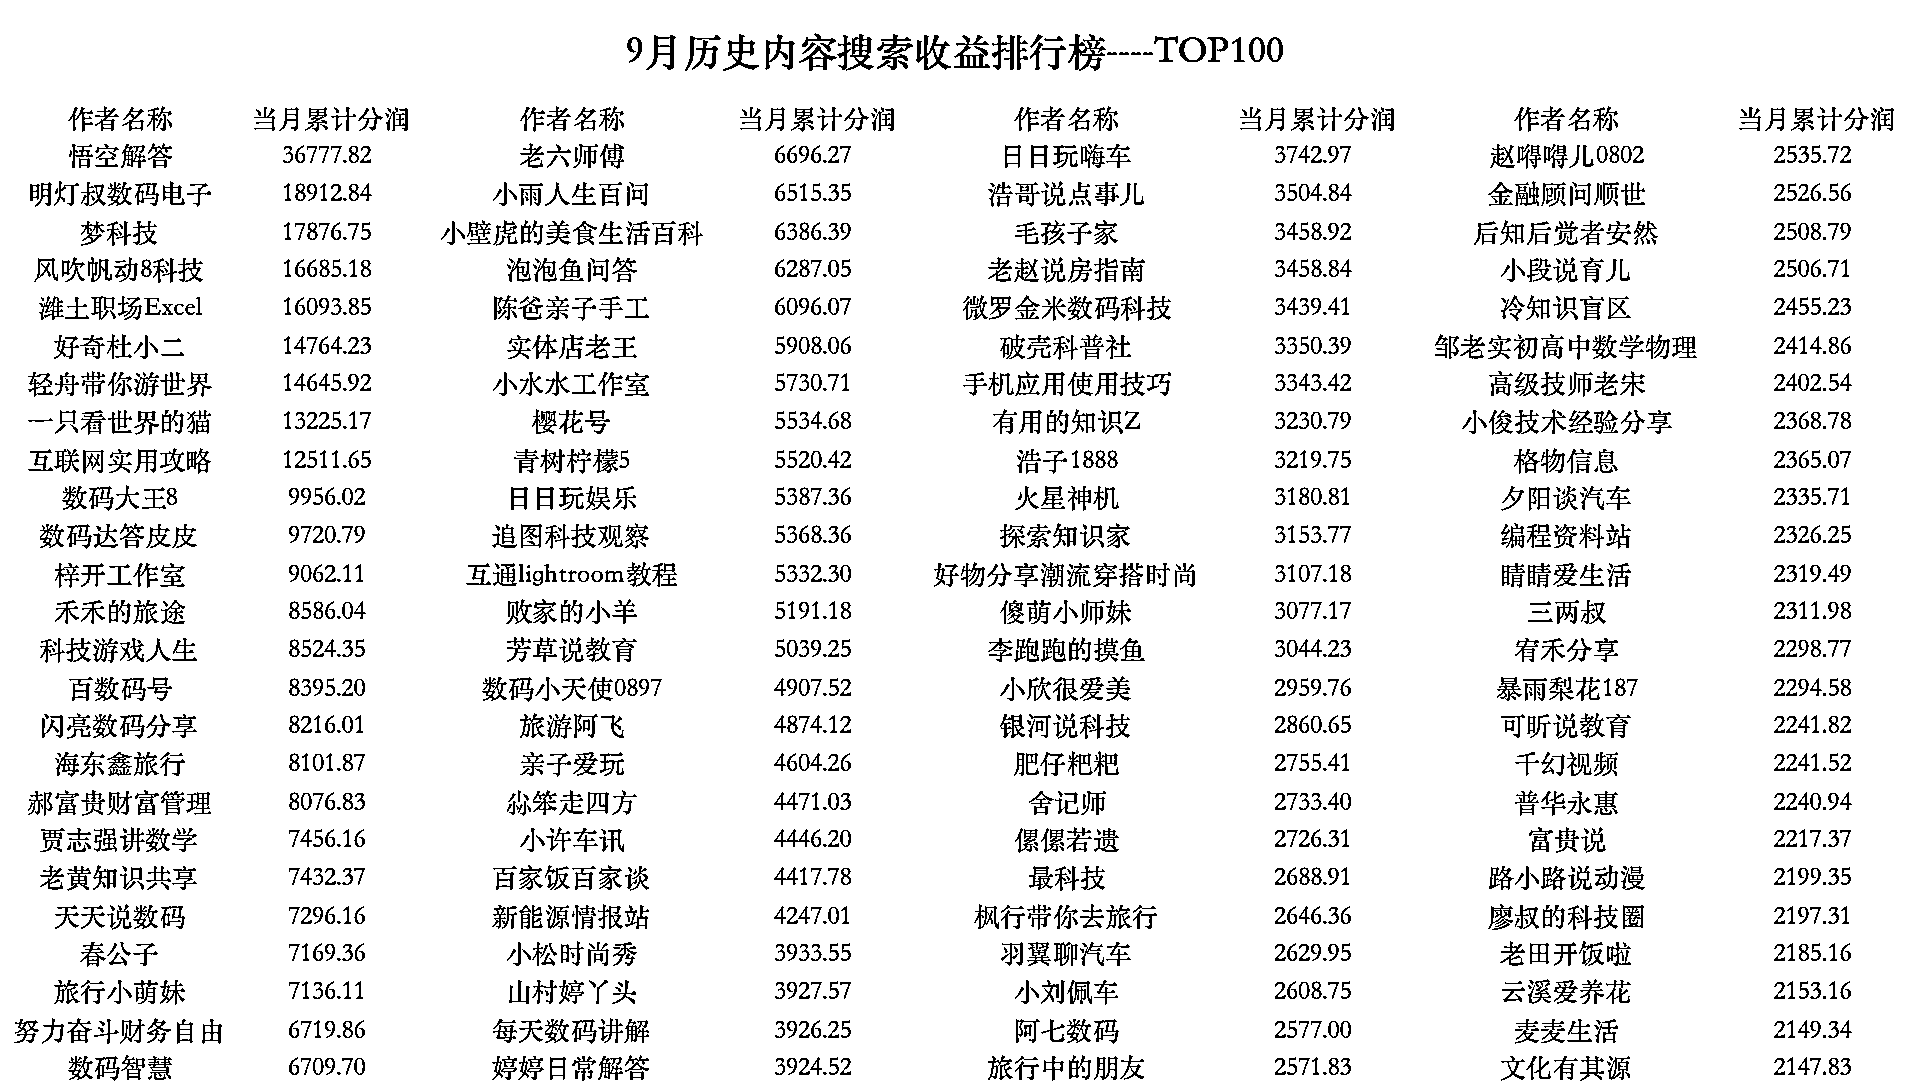 9月历史内容搜索收益排行榜----TOP100
作者名称 当月累计分润 作者名称 当月累计分润 作者名称 当月累计分润 作者名称 当月累计分润
悟空解答 36777.82 老六师傅 6696.27 日日玩嗨车 3742.97 赵嘚嘚儿0802 2535.72
明灯叔数码电子 18912.84 小雨人生百问 6515.35 浩哥说点事儿 3504.84 金融顾问顺世 2526.56
梦科技 17876.75 小壁虎的美食生活百科 6386.39 毛孩子家 3458.92 后知后觉者安然 2508.79
风吹帆动8科技 16685.18 泡泡鱼问答 6287.05 老赵说房指南 3458.84 小段说育儿 2506.71
潍土职场Excel 16093.85 陈爸亲子手工 6096.07 微罗金米数码科技 3439.41 冷知识盲区 2455.23
好奇杜小二 14764.23 实体店老王 5908.06 破壳科普社 3350.39 邹老实初高中数学物理 2414.86
轻舟带你游世界 14645.92 小水水工作室 5730.71 手机应用使用技巧 3343.42 高级技师老宋 2402.54
一只看世界的猫 13225.17 樱花号 5534.68 有用的知识Z 3230.79 小俊技术经验分享 2368.78
互联网实用攻略 12511.65 青树柠檬5 5520.42 浩子1888 3219.75 格物信息 2365.07
数码大王8 9956.02 日日玩娱乐 5387.36 火星神机 3180.81 夕阳谈汽车 2335.71
数码达答皮皮 9720.79 追图科技观察 5368.36 探索知识家 3153.77 编程资料站 2326.25
梓开工作室 9062.11 互通lightroom教程 5332.30 好物分享潮流穿搭时尚 3107.18 睛睛爱生活 2319.49
禾禾的旅途 8586.04 败家的小羊 5191.18 傻萌小师妹 3077.17 三两叔 2311.98
科技游戏人生 8524.35 芳草说教育 5039.25 李跑跑的摸鱼 3044.23 宥禾分享 2298.77
百数码号 8395.20 数码小天使0897 4907.52 小欣很爱美 2959.76 暴雨梨花187 2294.58
闪亮数码分享 8216.01 旅游阿飞 4874.12 银河说科技 2860.65 可昕说教育 2241.82
海东鑫旅行 8101.87 亲子爱玩 4604.26 肥仔粑粑 2755.41 千幻视频 2241.52
郝富贵财富管理 8076.83 尛笨走四方 4471.03 舍记师 2733.40 普华永惠 2240.94
贾志强讲数学 7456.16 小许车讯 4446.20 傫傫若遗 2726.31 富贵说 2217.37
老黄知识共享 7432.37 百家饭百家谈 4417.78 最科技 2688.91 路小路说动漫 2199.35
天天说数码 7296.16 新能源情报站 4247.01 枫行带你去旅行 2646.36 廖叔的科技圈 2197.31
春公子 7169.36 小松时尚秀 3933.55 羽翼聊汽车 2629.95 老田开饭啦 2185.16
旅行小萌妹 7136.11 山村婷丫头 3927.57 小刘佩车 2608.75 云溪爱养花 2153.16
努力奋斗财务自由 6719.86 每天数码讲解 3926.25 阿七数码 2577.00 麦麦生活 2149.34
数码智慧 6709.70 婷婷日常解答 3924.52 旅行中的朋友 2571.83 文化有其源 2147.83